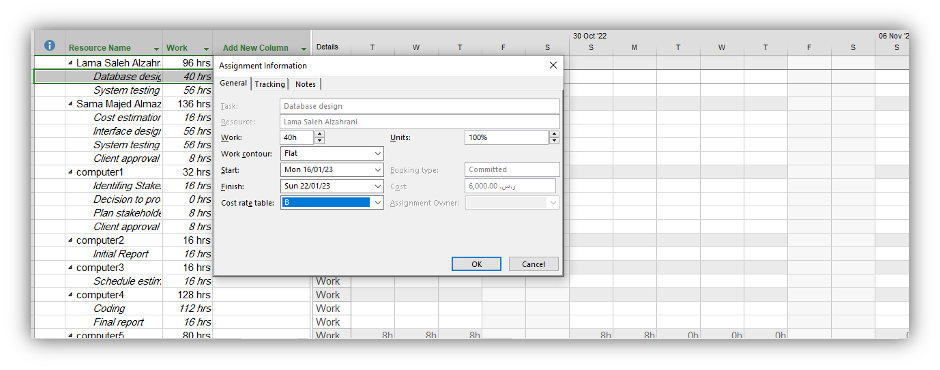 30 Oct '22 06 Nov '2
Resource Name Work Add New Column Details T W T F S S M T W T F S S
Lama Saleh Alzahr 96 hrs
Database desig 40 hrs
System testing 56 hrs
Sama Majed Almaz 136 hrs
Cost estimation 16 hrs
Interface design 56 hrs
System testing 56 hrs
Client approval 8 hrs
computer1 32 hrs
Identifing Stake 16 hrs
Decision to pro 0 hrs
Plan stakeholde 8 hrs
Client approval 8 hrs
computer2 16 hrs
Initial Report 16 hrs
computer3 16 hrs
Schedule estim 16 hrs Work
computer4 128 hrs Work
Coding 112 hrs Work
Final report 16 hrs Work
computer5 80 hrs Work 8h 8h 8h 8h 8h 0h 0h 0h
Assignment Information
General Tracking Notes
Task: Database design
Resource: Lama Saleh Alzahrani
Work: 40h Units: 100%
Work contour: Flat
Start: Mon 16/01/23 Booking type: Committed
Finish: Sun 22/01/23 Cost: ر.س. 6,000.00
Cost rate table: B Assignment Owner:
OK Cancel